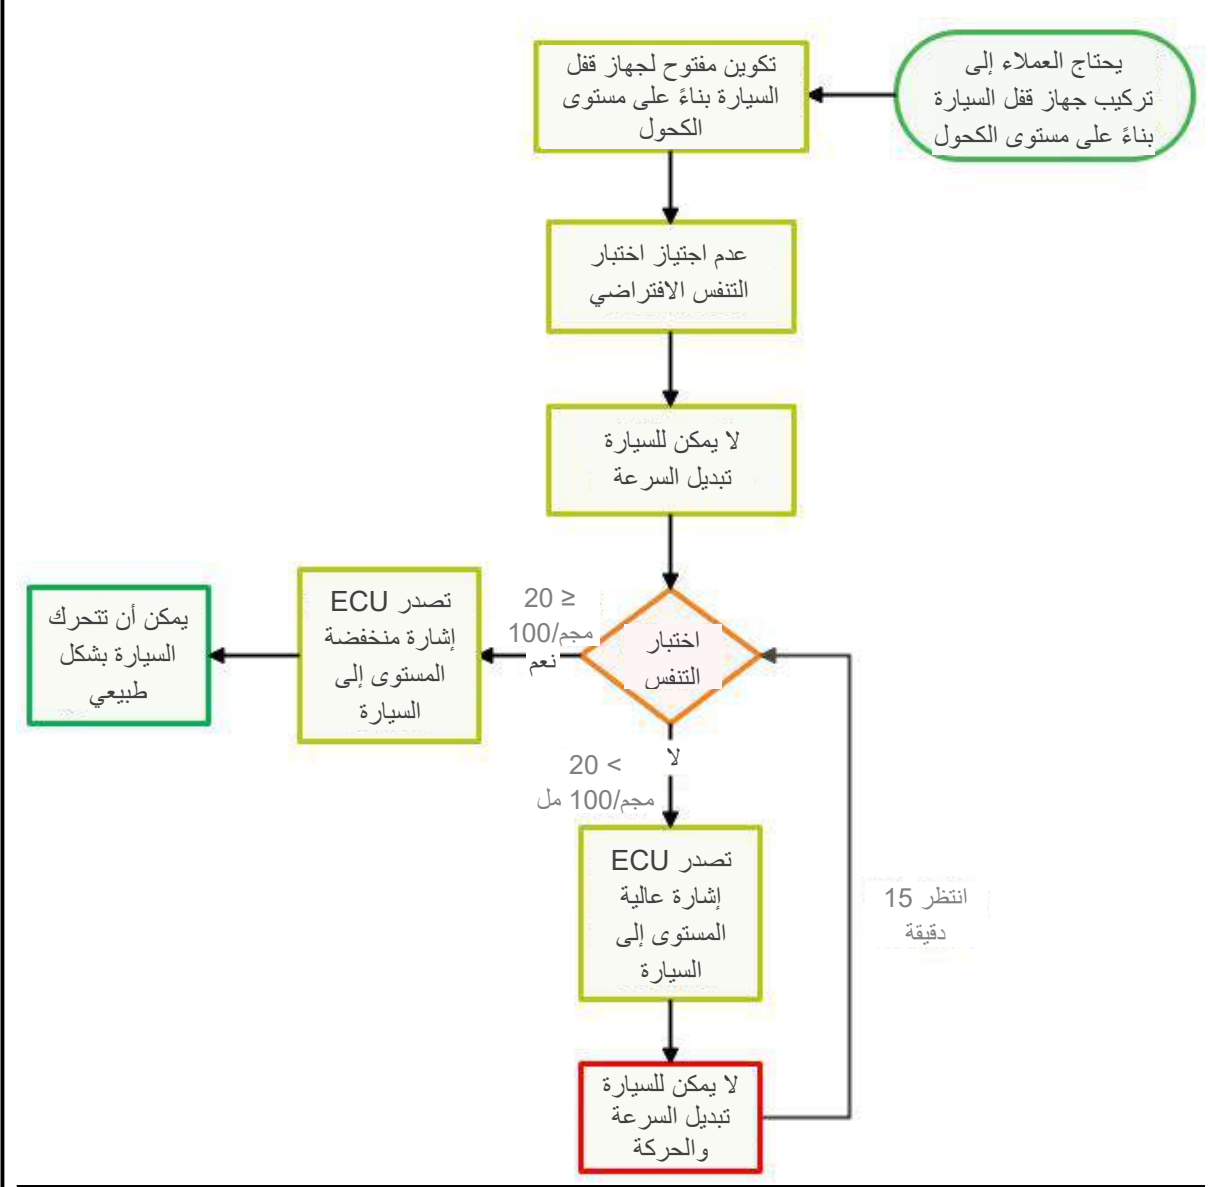 يحتاج العملاء إلى
تركيب جهاز قفل السيارة
بناءً على مستوى الكحول
تكوين مفتوح لجهاز قفل
السيارة بناءً على مستوى
الكحول
عدم اجتياز اختبار
التنفس الافتراضي
لا يمكن للسيارة
تبديل السرعة
اختبار
التنفس
≤ 20
مجم/100
نعم
تصدر ECU
إشارة منخفضة
المستوى إلى
السيارة
يمكن أن تتحرك
السيارة بشكل
طبيعي
لا
> 20
مجم/100 مل
تصدر ECU
إشارة عالية
المستوى إلى
السيارة
انتظر 15
دقيقة
لا يمكن للسيارة
تبديل السرعة
والحركة